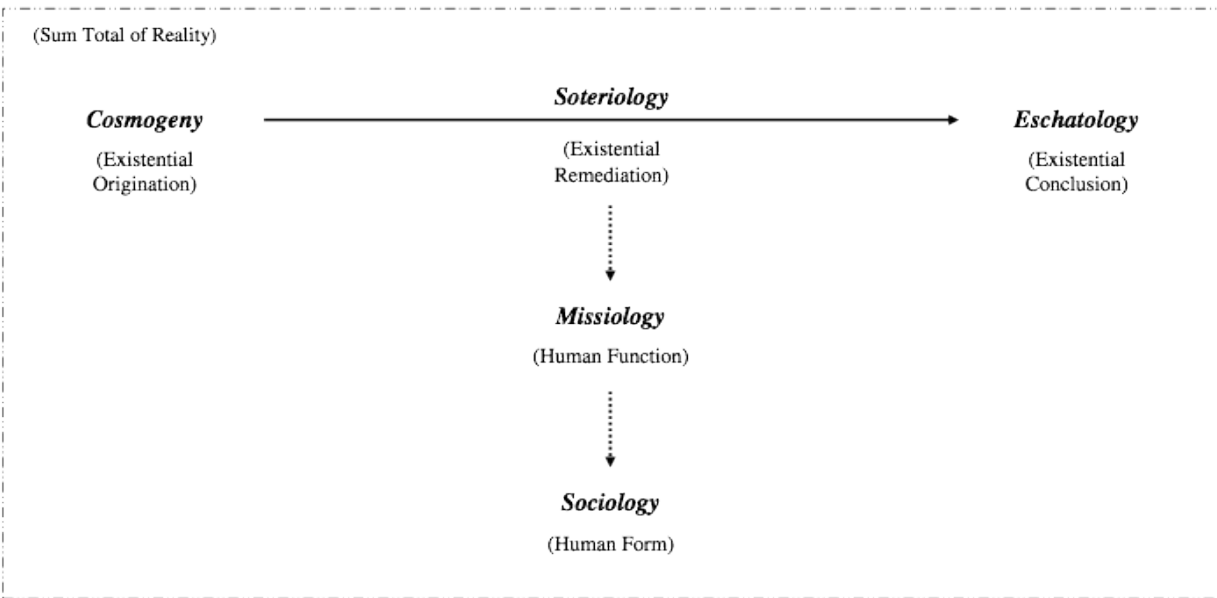 (Sum Total of Reality)
Soteriology
Cosmogeny
Eschatology
(Existential
Remediation)
(Existential
Origination)
(Existential
Conclusion)
Missiology
(Human Function)
Sociology
(Human Form)